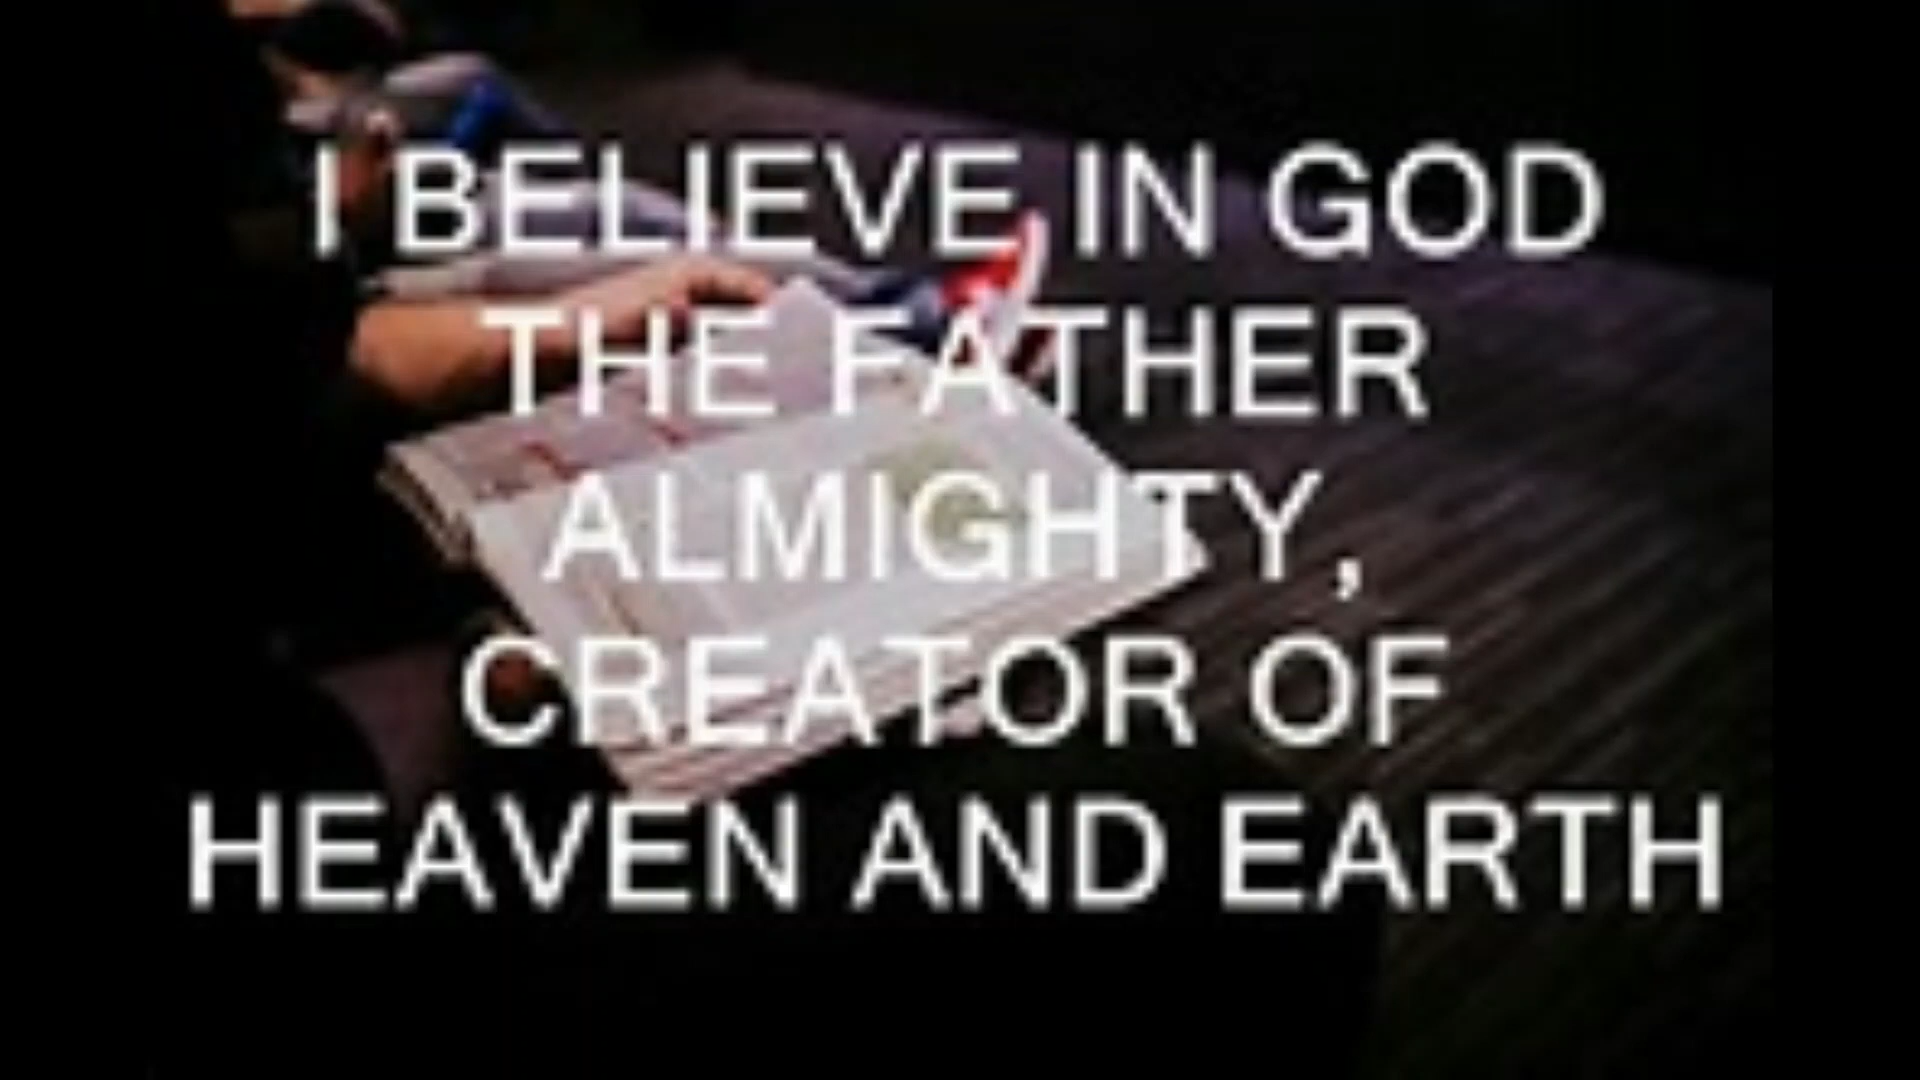 I BELIEVE IN GOD
THE FATHER
ALMIGHTY,
CREATOR OF
HEAVEN AND EARTH